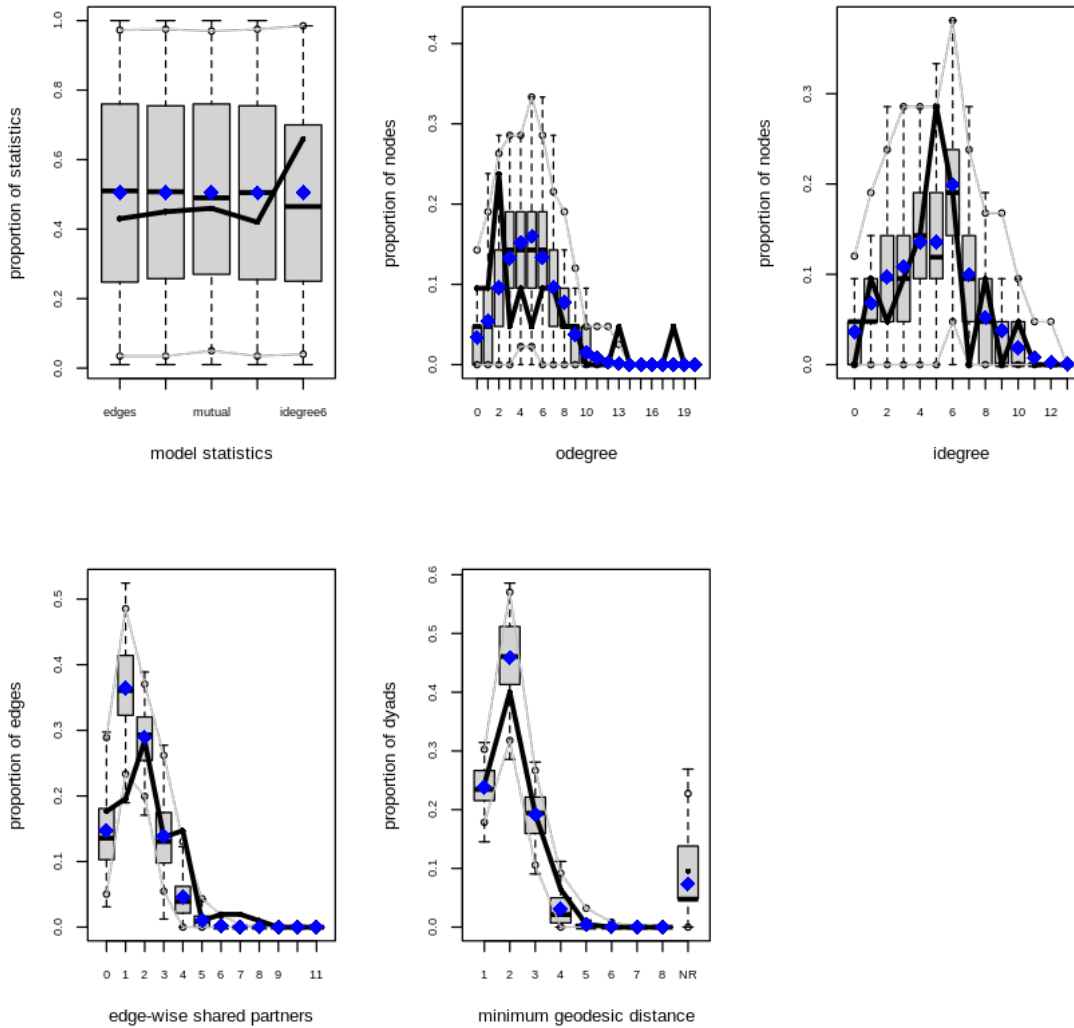 proportion of statistics
0.0 0.2 0.4 0.6 0.8 1.0
edges mutual idegree6
model statistics
proportion of nodes
0.0 0.1 0.2 0.3 0.4
0 2 4 6 8 10 13 16 19
odegree
proportion of nodes
0.0 0.1 0.2 0.3
0 2 4 6 8 10 12
idegree
proportion of edges
0.0 0.1 0.2 0.3 0.4 0.5
0 1 2 3 4 5 6 7 8 9 11
edge-wise shared partners
proportion of dyads
0.0 0.1 0.2 0.3 0.4 0.5 0.6
1 2 3 4 5 6 7 8 NR
minimum geodesic distance